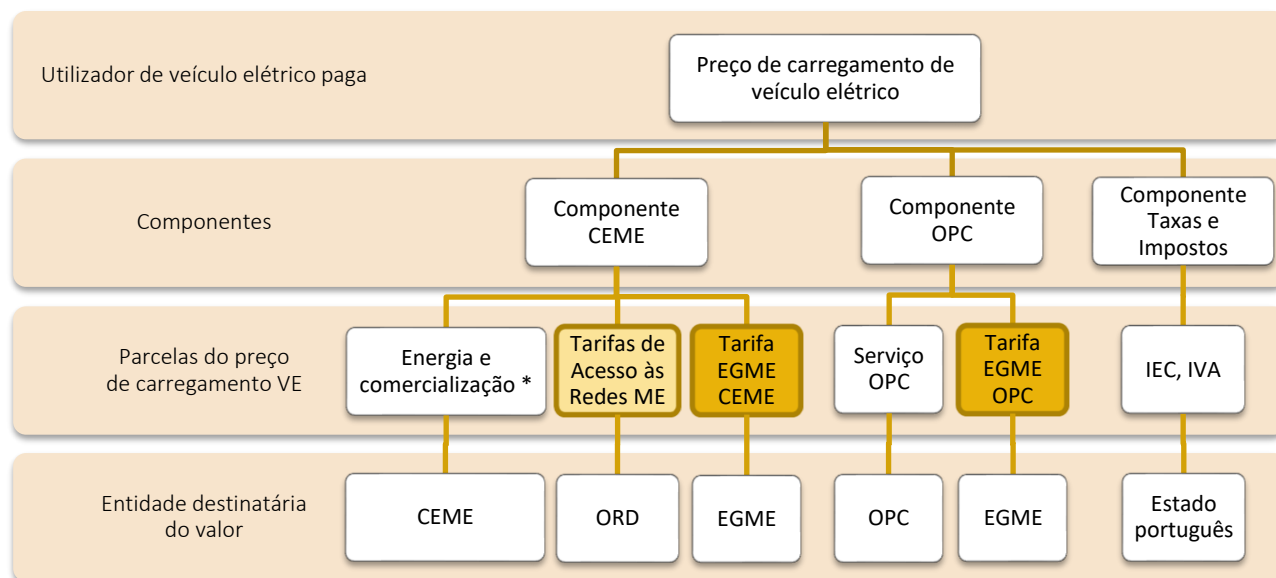 Utilizador de veículo elétrico paga
Preço de carregamento de
veículo elétrico
Componentes
Componente
CEME
Componente
OPC
Componente
Taxas e
Impostos
Parcelas do preço
de carregamento VE
Energia e
comercialização *
Tarifas de
Acesso às
Redes ME
Tarifa
EGME
CEME
Serviço
OPC
Tarifa
EGME
OPC
IEC, IVA
Entidade destinatária
do valor
CEME
ORD
EGME
OPC
EGME
Estado
português